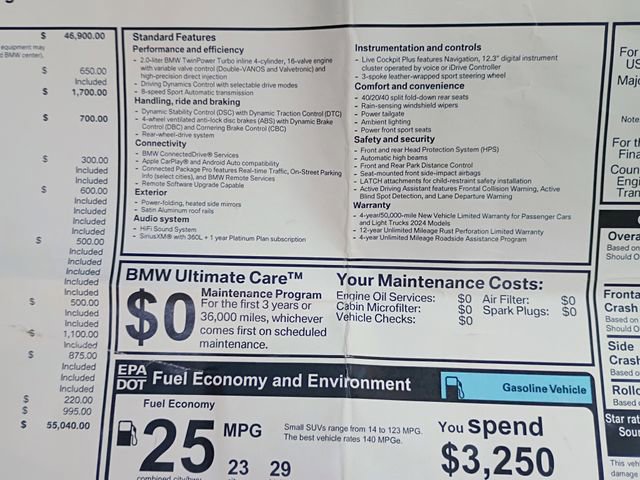 $ 46,900.00
equipment may
d BMW center).
$ 650.00
Included
$ 1,700.00
$ 700.00
$ 300.00
Included
Included
$ 600.00
Included
Included
Included
$ 500.00
Included
Included
Included
Included
$ 500.00
Included
$ 1,100.00
Included
$ 875.00
Included
Included
Included
$ 220.00
$ 995.00
$ 55,040.00
Standard Features
Performance and efficiency
- 2.0-liter BMW TwinPower Turbo inline 4-cylinder, 16-valve engine
with variable valve control (Double-VANOS and Valvetronic) and
high-precision direct injection
- Driving Dynamics Control with selectable drive modes
- 8-speed Sport Automatic transmission
Handling, ride and braking
- Dynamic Stability Control (DSC) with Dynamic Traction Control (DTC)
- 4-wheel ventilated anti-lock disc brakes (ABS) with Dynamic Brake
Control (DBC) and Cornering Brake Control (CBC)
- Rear-wheel-drive system
Connectivity
- BMW ConnectedDrive® Services
- Apple CarPlay® and Android Auto compatibility
- Connected Package Pro features Real-time Traffic, On-Street Parking
Info (select cities), and BMW Remote Services
- Remote Software Upgrade Capable
Exterior
- Power-folding, heated side mirrors
- Satin Aluminum roof rails
Audio system
- HiFi Sound System
- SiriusXM® with 360L + 1 year Platinum Plan subscription
Instrumentation and controls
- Live Cockpit Plus features Navigation, 12.3" digital instrument
cluster operated by voice or iDrive Controller
- 3-spoke leather-wrapped sport steering wheel
Comfort and convenience
- 40/20/40 split fold-down rear seats
- Rain-sensing windshield wipers
- Power tailgate
- Ambient lighting
- Power front sport seats
Safety and security
- Front and rear Head Protection System (HPS)
- Automatic high beams
- Front and Rear Park Distance Control
- Seat-mounted front side-impact airbags
- LATCH attachments for child-restraint safety installation
- Active Driving Assistant features Frontal Collision Warning, Active
Blind Spot Detection, and Lane Departure Warning
Warranty
- 4-year/50,000-mile New Vehicle Limited Warranty for Passenger Cars
and Light Trucks 2024 Models
- 12-year Unlimited Mileage Rust Perforation Limited Warranty
- 4-year Unlimited Mileage Roadside Assistance Program
BMW Ultimate Care™
$0
Maintenance Program
For the first 3 years or
36,000 miles, whichever
comes first on scheduled
maintenance.
Your Maintenance Costs:
Engine Oil Services: $0 Air Filter: $0
Cabin Microfilter: $0 Spark Plugs: $0
Vehicle Checks: $0
EPA
DOT
Fuel Economy and Environment
Gasoline Vehicle
Fuel Economy
25 MPG
23 29
combined city/hwy
Small SUVs range from 14 to 123 MPG.
The best vehicle rates 140 MPGe.
You spend
$3,250
For
US
Majo
Note:
For th
Fina
Coun
Engi
Tran
Overa
Based on
Should O
Fronta
Crash
Based on
Should O
Side
Crash
Based o
Rollo
Based o
Star rat
Sour
This vehi
damage